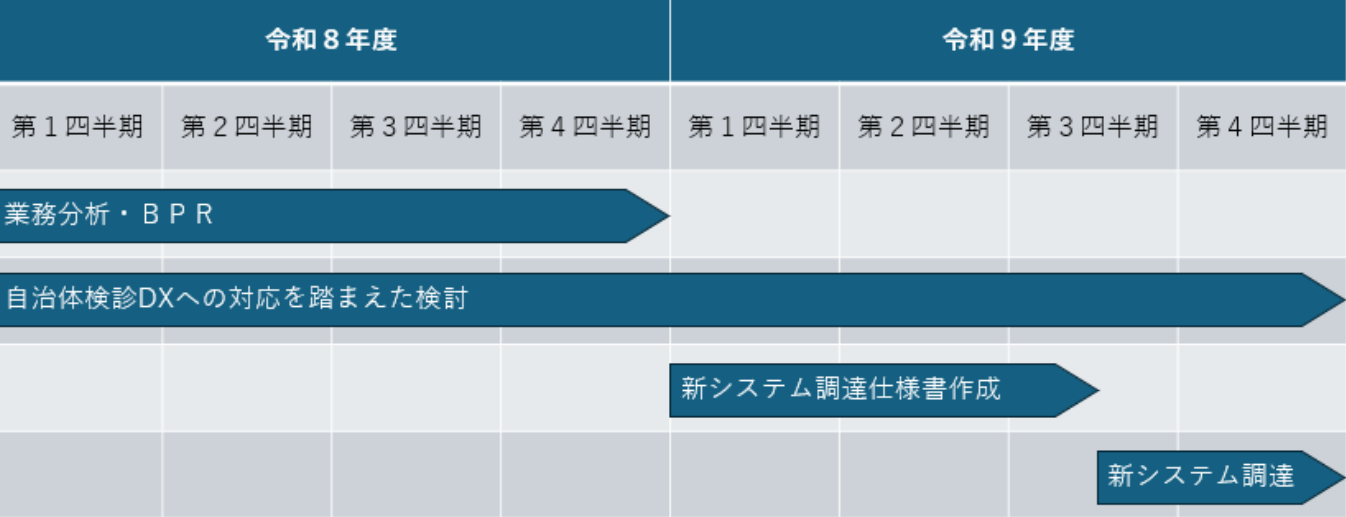 令和８年度
令和９年度
第１四半期
第２四半期
第３四半期
第４四半期
第１四半期
第２四半期
第３四半期
第４四半期
業務分析・ＢＰＲ
自治体検診DXへの対応を踏まえた検討
新システム調達仕様書作成
新システム調達